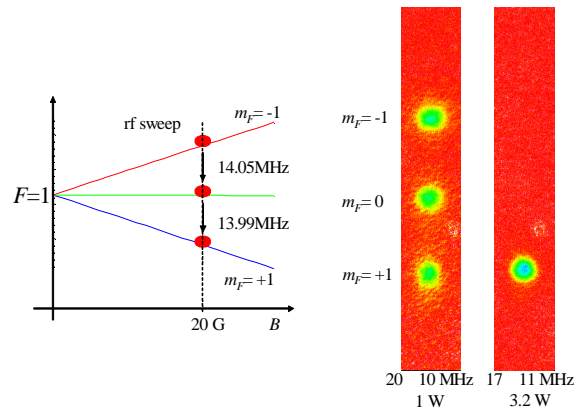 rf sweep
m_F= -1
14.05MHz
F=1
13.99MHz
m_F= +1
20 G
B
m_F= -1
m_F= 0
m_F= +1
20 10 MHz
1 W
17 11 MHz
3.2 W